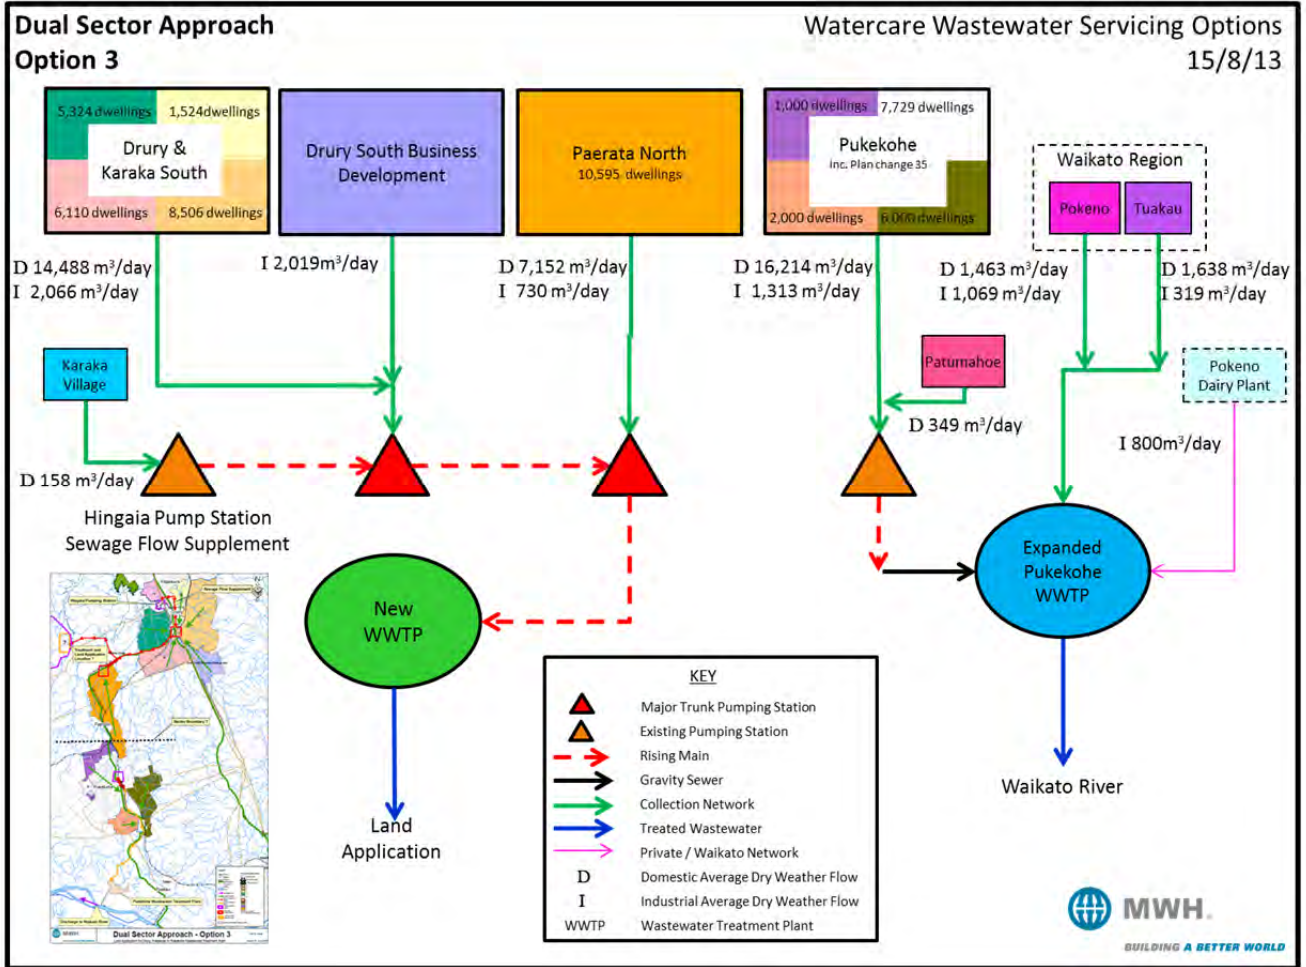 Dual Sector Approach
Option 3
Watercare Wastewater Servicing Options
15/8/13
5,324 dwellings
1,524dwellings
Drury &
Karaka South
6,110 dwellings
8,506 dwellings
Drury South Business
Development
Paerata North
10,595 dwellings
1,000 dwellings
7,729 dwellings
Pukekohe
inc. Plan change 35
2,000 dwellings
6,000 dwellings
Waikato Region
Pokeno
Tuakau
D 14,488 m³/day
I 2,066 m³/day
I 2,019m³/day
D 7,152 m³/day
I 730 m³/day
D 16,214 m³/day
I 1,313 m³/day
D 1,463 m³/day
I 1,069 m³/day
D 1,638 m³/day
I 319 m³/day
Karaka
Village
Patumahoe
Pokeno
Dairy Plant
D 349 m³/day
I 800m³/day
D 158 m³/day
Hingaia Pump Station
Sewage Flow Supplement
New
WWTP
Expanded
Pukekohe
WWTP
Land
Application
Waikato River
KEY
Major Trunk Pumping Station
Existing Pumping Station
Rising Main
Gravity Sewer
Collection Network
Treated Wastewater
Private / Waikato Network
D Domestic Average Dry Weather Flow
I Industrial Average Dry Weather Flow
WWTP Wastewater Treatment Plant
Dual Sector Approach - Option 3
MWH
MWH®
BUILDING A BETTER WORLD